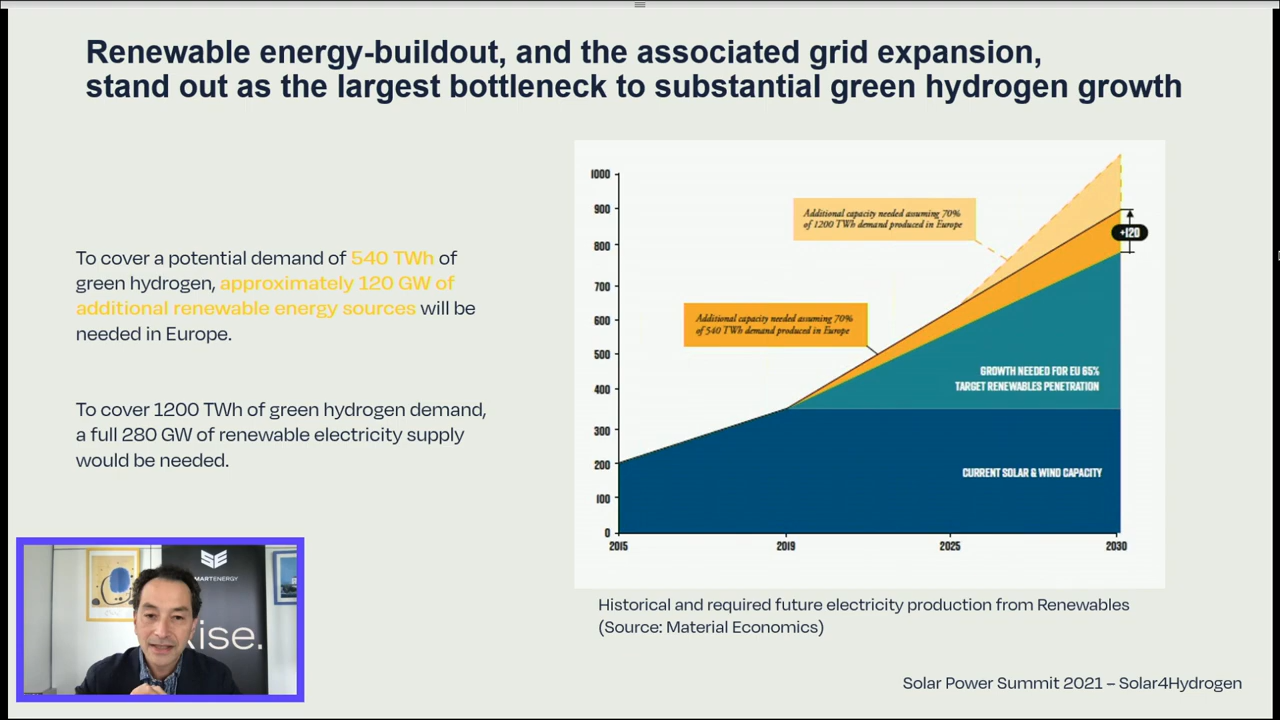 Renewable energy-buildout, and the associated grid expansion,
stand out as the largest bottleneck to substantial green hydrogen growth
To cover a potential demand of 540 TWh of
green hydrogen, approximately 120 GW of
additional renewable energy sources will be
needed in Europe.
To cover 1200 TWh of green hydrogen demand,
a full 280 GW of renewable electricity supply
would be needed.
1000
900
800
700
600
500
400
300
200
100
0
2015
2019
2025
2030
Additional capacity needed assuming 70%
of 1200 TWh demand produced in Europe
+120
Additional capacity needed assuming 70%
of 540 TWh demand produced in Europe
GROWTH NEEDED FOR EU 65%
TARGET RENEWABLES PENETRATION
CURRENT SOLAR & WIND CAPACITY
Historical and required future electricity production from Renewables
(Source: Material Economics)
SE
MARTENERGY
ise.
Solar Power Summit 2021 – Solar4Hydrogen